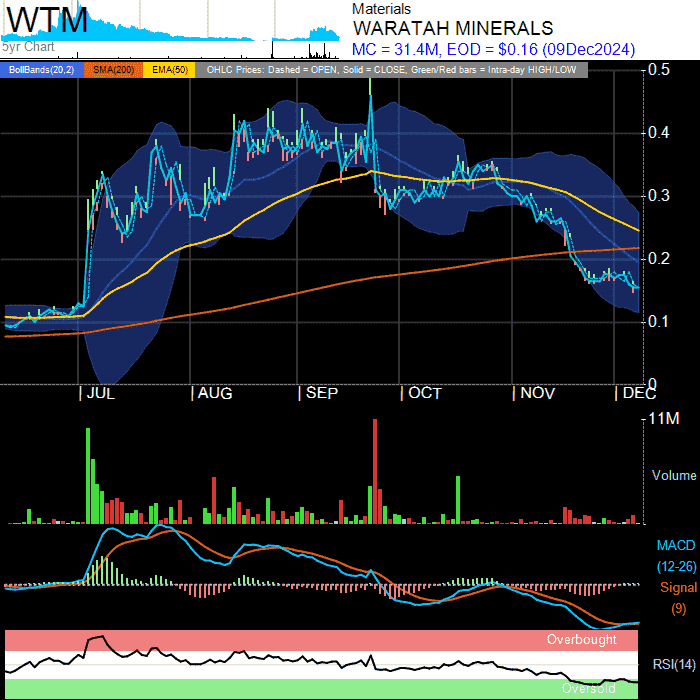 WTM
Materials
WARATAH MINERALS
5yr Chart
MC = 31.4M, EOD = $0.16 (09Dec2024)
BollBands(20,2) SMA(200) EMA(50) OHLC Prices: Dashed = OPEN, Solid = CLOSE, Green/Red bars = Intra-day HIGH/LOW
0.5
0.4
0.3
0.2
0.1
0
JUL AUG SEP OCT NOV DEC
11M
Volume
MACD
(12-26)
Signal
(9)
Overbought
RSI(14)
Oversold